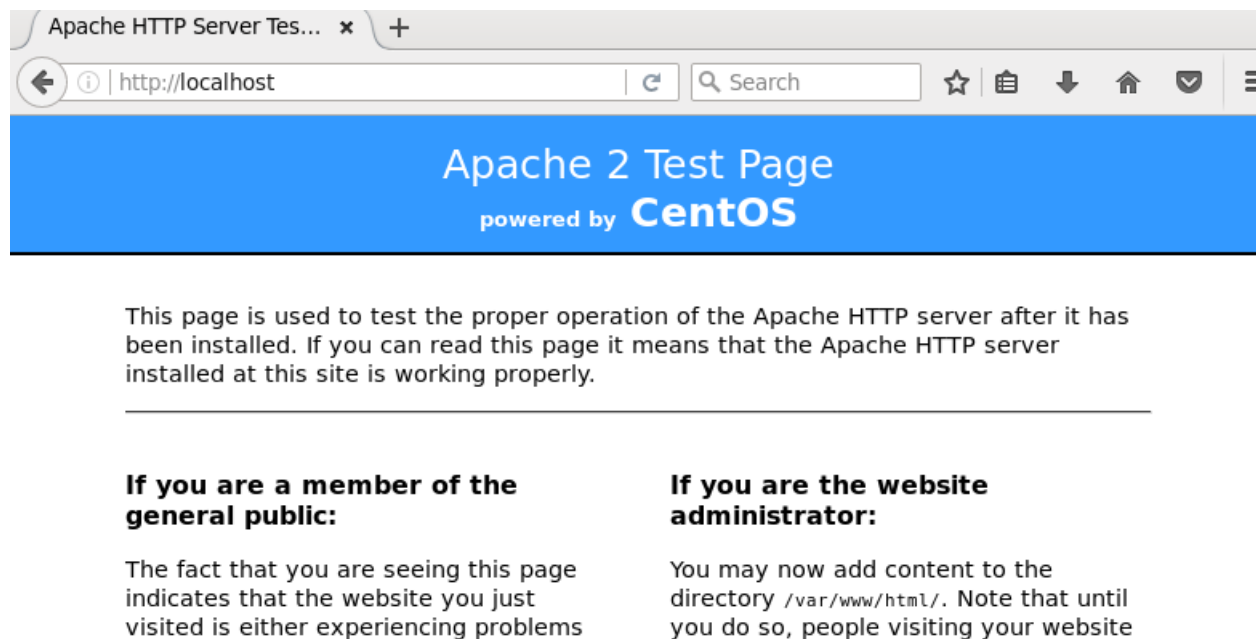 Apache HTTP Server Tes...
http://localhost
Search
Apache 2 Test Page
powered by CentOS
This page is used to test the proper operation of the Apache HTTP server after it has
been installed. If you can read this page it means that the Apache HTTP server
installed at this site is working properly.
If you are a member of the
general public:
The fact that you are seeing this page
indicates that the website you just
visited is either experiencing problems
If you are the website
administrator:
You may now add content to the
directory /var/www/html/. Note that until
you do so, people visiting your website